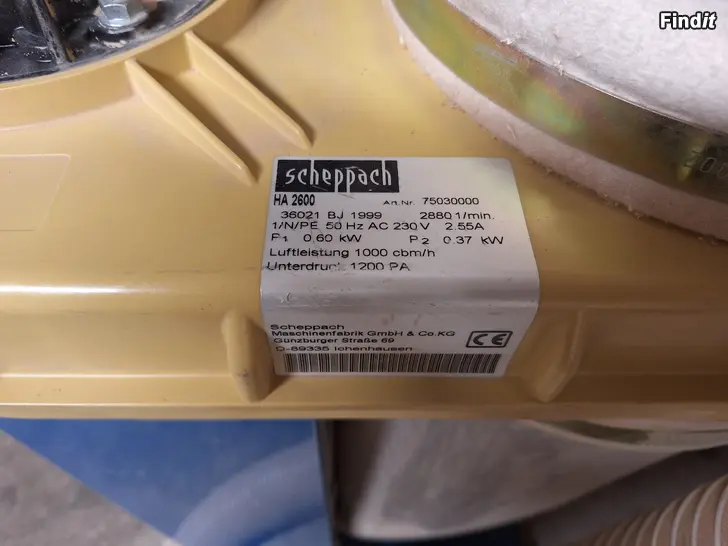 Findit
scheppach
HA 2600 Art.Nr. 75030000
36021 BJ 1999 2880 1/min.
1/N/PE 50 Hz AC 230 V 2.55A
P1 0,60 kW P2 0.37 kW
Luftleistung 1000 cbm/h
Unterdruck 1200 PA
Scheppach
Maschinenfabrik GmbH & Co.KG
Günzburger Straße 69
D-89335 Ichenhausen
CE